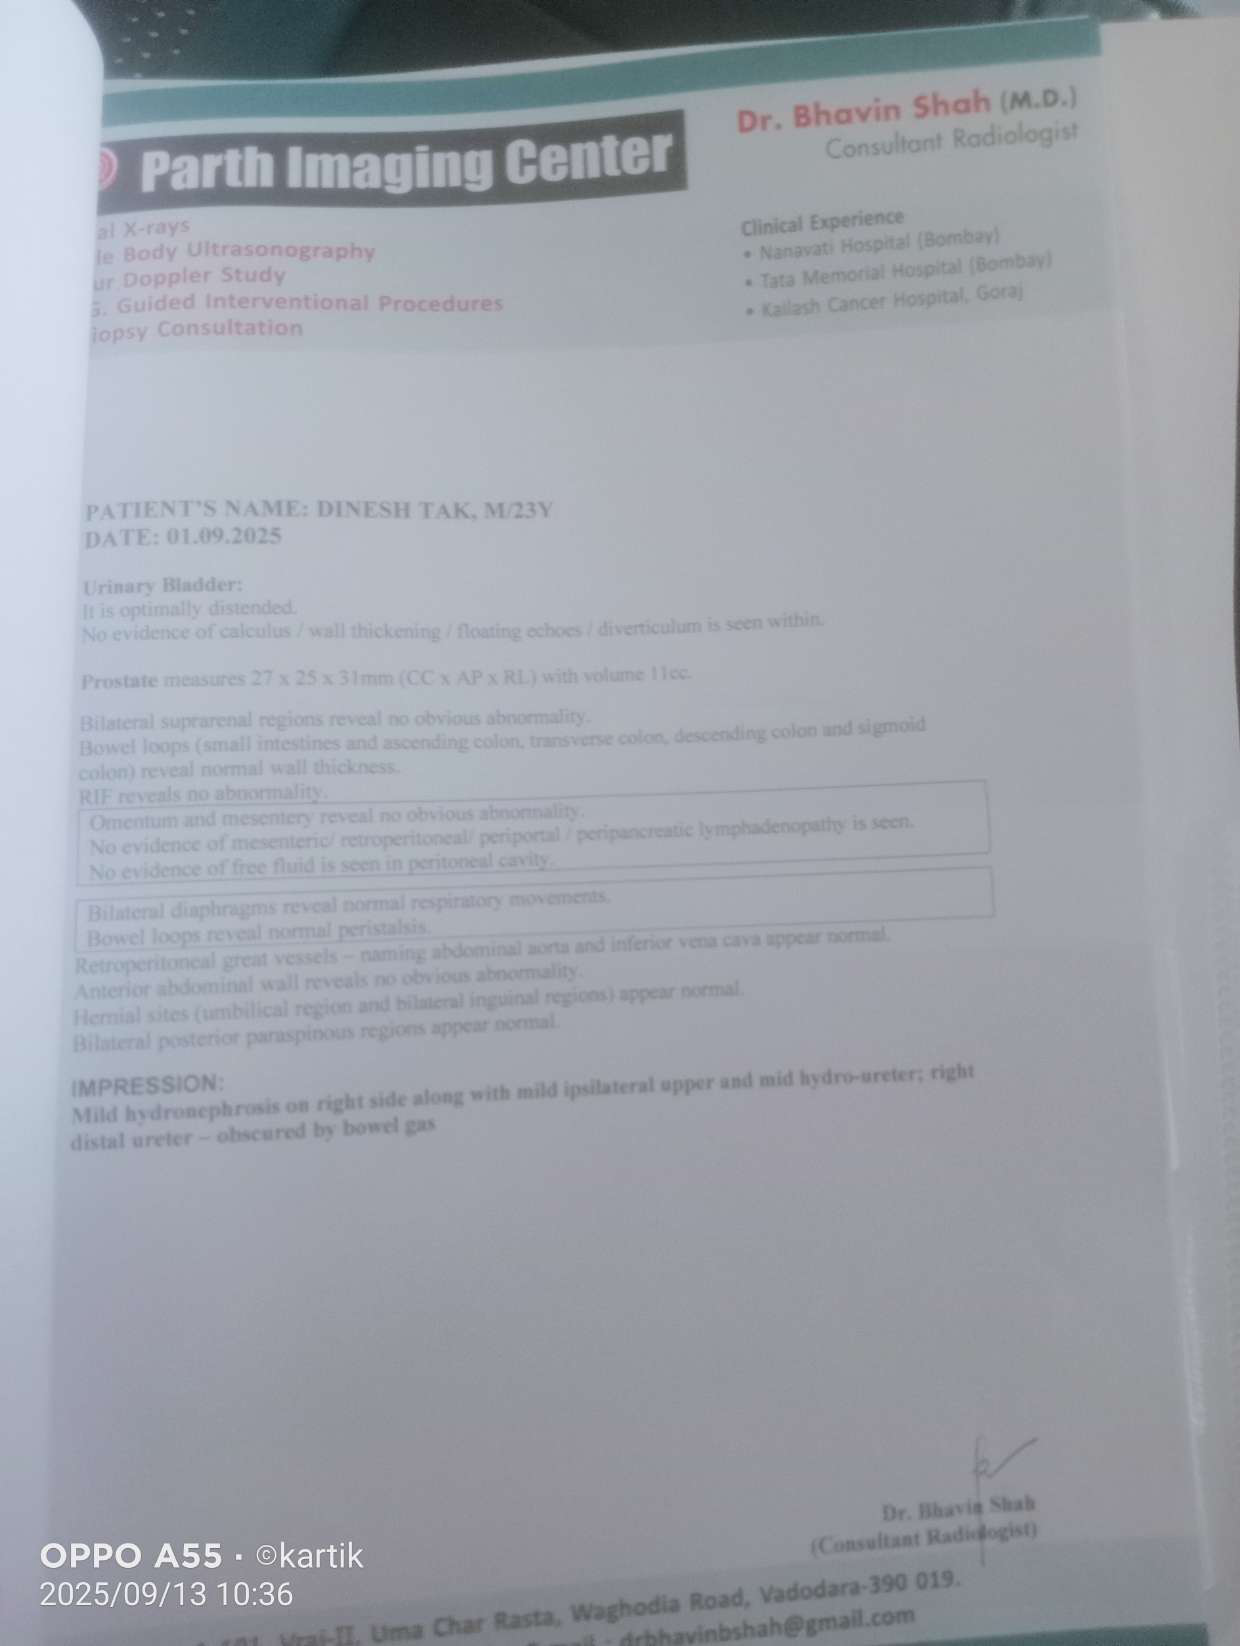 Parth Imaging Center
Dr. Bhavin Shah (M.D.)
Consultant Radiologist
al X-rays
le Body Ultrasonography
ur Doppler Study
G. Guided Interventional Procedures
iopsy Consultation
Clinical Experience
• Nanavati Hospital (Bombay)
• Tata Memorial Hospital (Bombay)
• Kailash Cancer Hospital, Goraj
PATIENT'S NAME: DINESH TAK, M/23Y
DATE: 01.09.2025
Urinary Bladder:
It is optimally distended.
No evidence of calculus / wall thickening / floating echoes / diverticulum is seen within.
Prostate measures 27 x 25 x 31mm (CC x AP x RL) with volume 11cc.
Bilateral suprarenal regions reveal no obvious abnormality.
Bowel loops (small intestines and ascending colon, transverse colon, descending colon and sigmoid
colon) reveal normal wall thickness.
RIF reveals no abnormality.
Omentum and mesentery reveal no obvious abnormality.
No evidence of mesenteric/ retroperitoneal/ periportal / peripancreatic lymphadenopathy is seen.
No evidence of free fluid is seen in peritoneal cavity.
Bilateral diaphragms reveal normal respiratory movements.
Bowel loops reveal normal peristalsis.
Retroperitoneal great vessels – naming abdominal aorta and inferior vena cava appear normal.
Anterior abdominal wall reveals no obvious abnormality.
Hernial sites (umbilical region and bilateral inguinal regions) appear normal.
Bilateral posterior paraspinous regions appear normal.
IMPRESSION:
Mild hydronephrosis on right side along with mild ipsilateral upper and mid hydro-ureter; right
distal ureter – obscured by bowel gas
Dr. Bhavin Shah
(Consultant Radiologist)
101, Vraj-II, Uma Char Rasta, Waghodia Road, Vadodara-390 019.
drbhavinbshah@gmail.com
OPPO A55 · ©kartik
2025/09/13 10:36